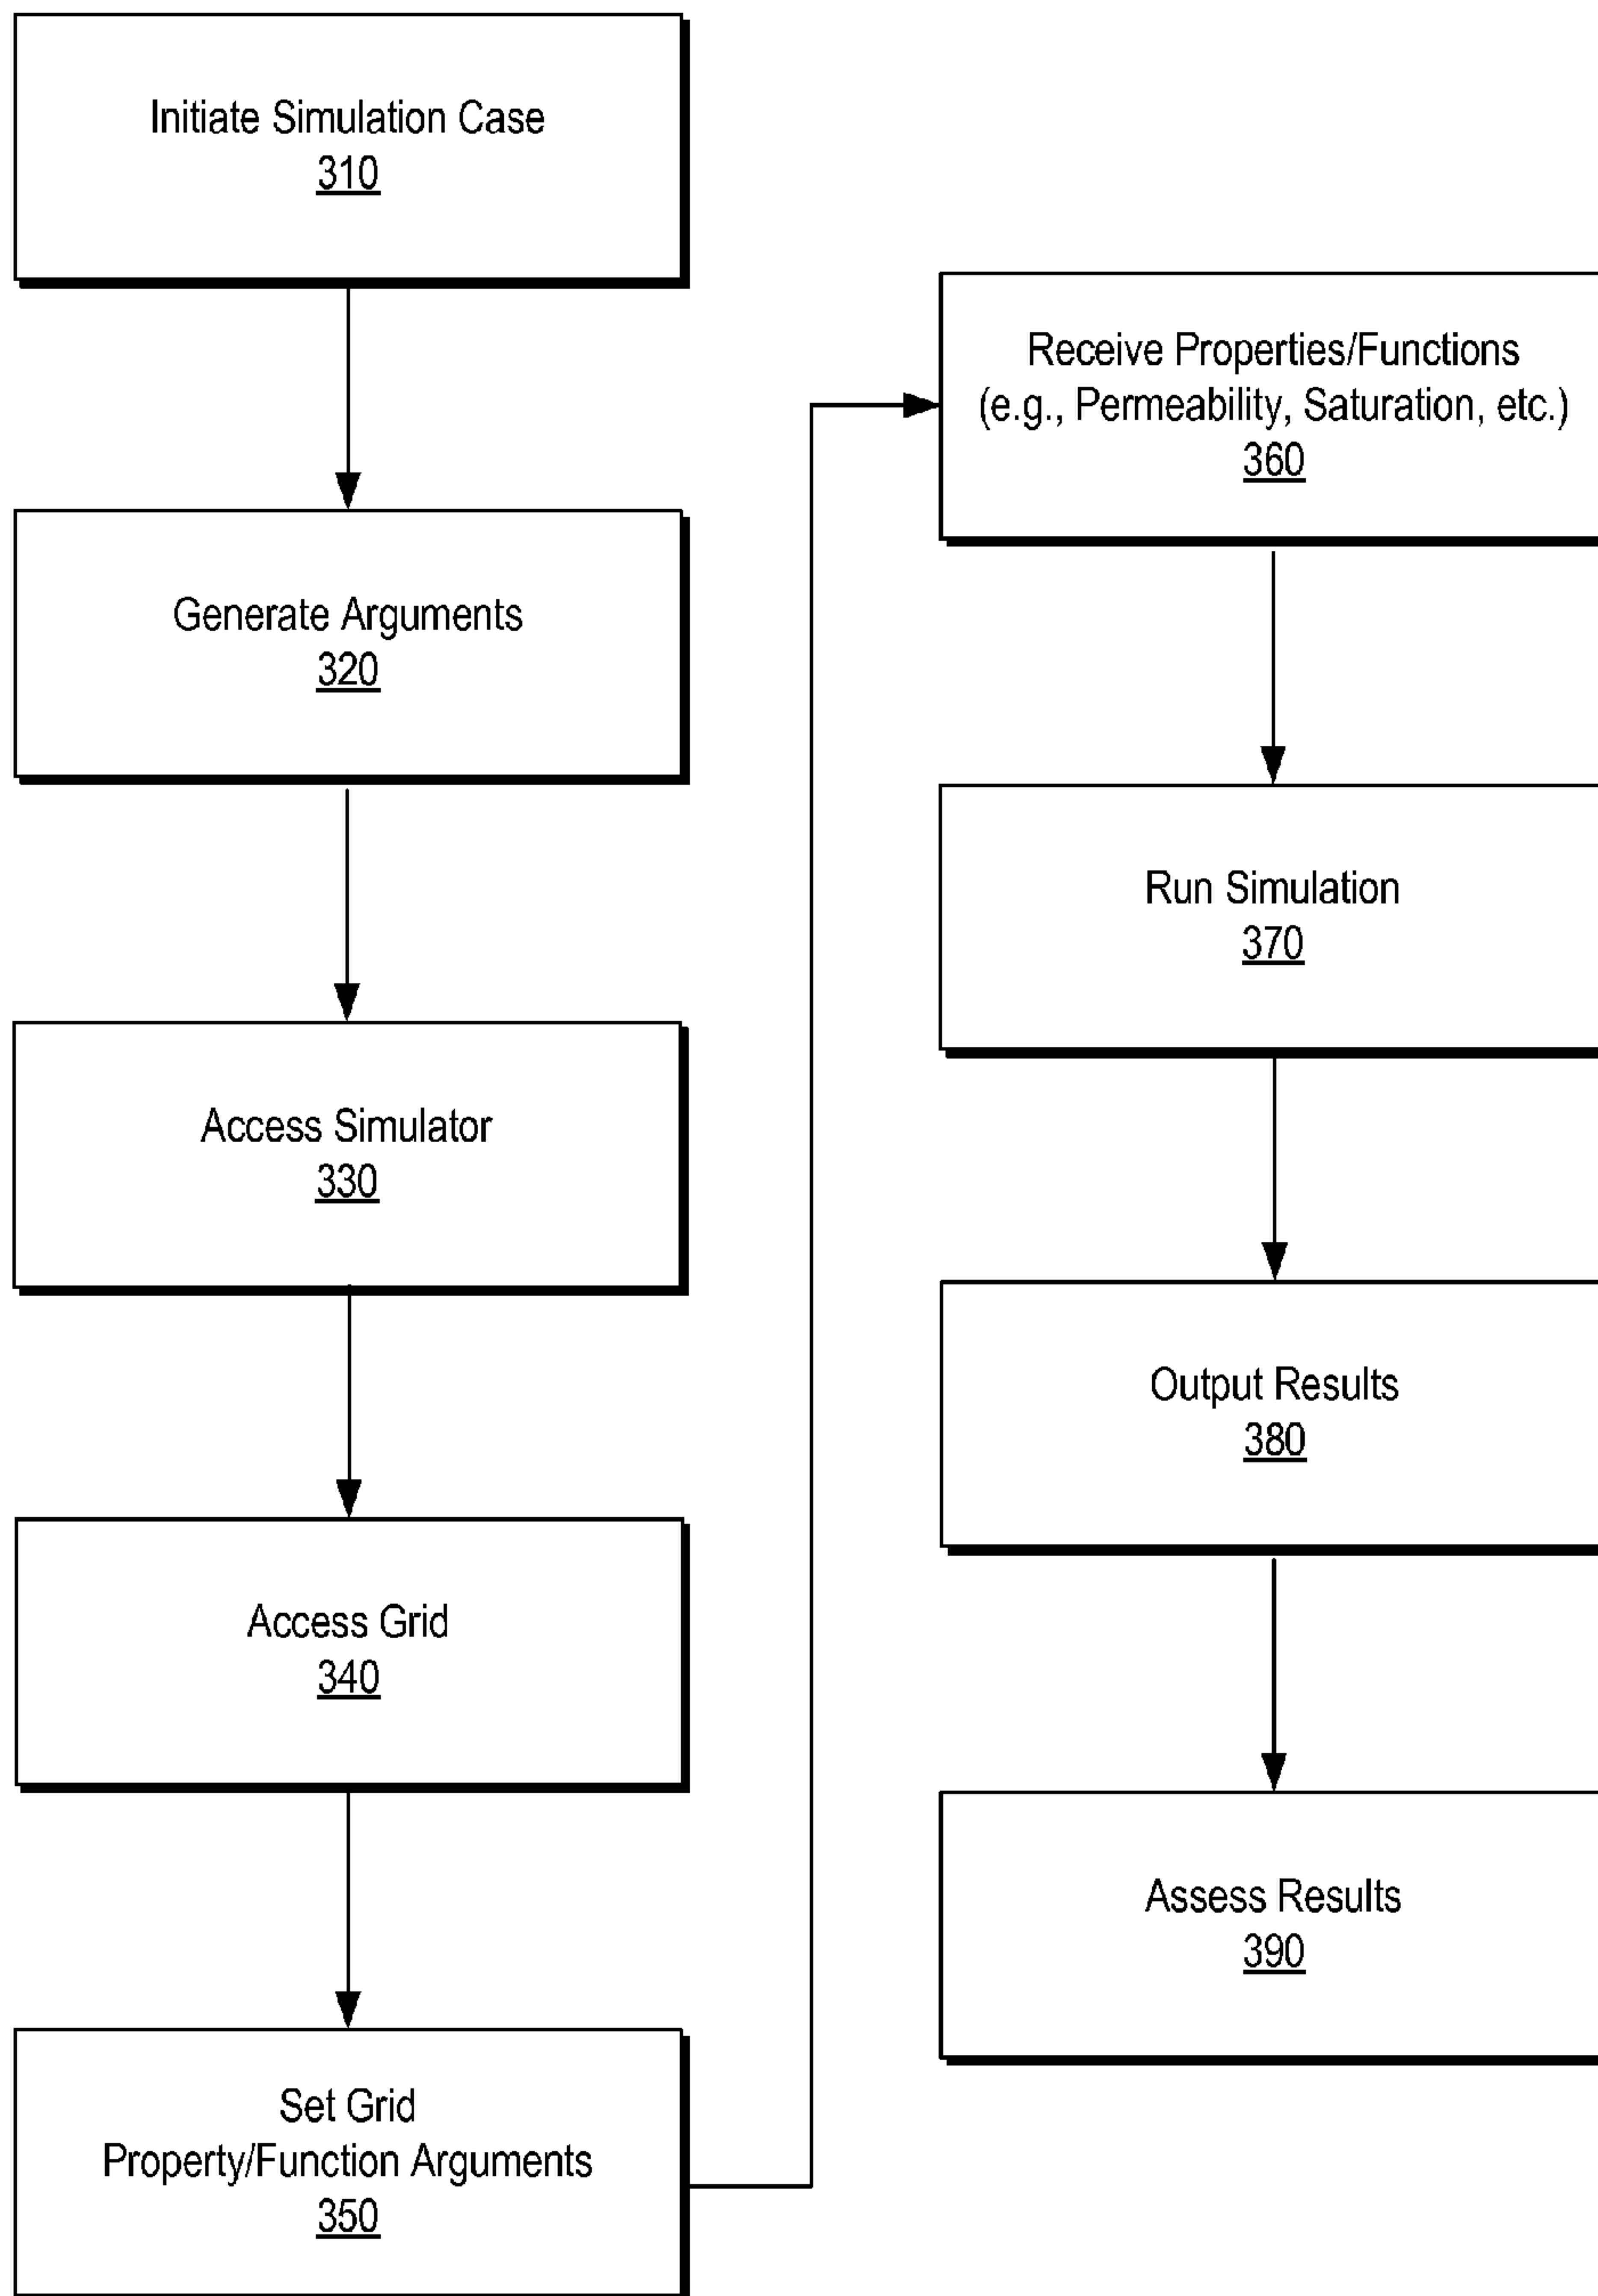 Initiate Simulation Case
310
Generate Arguments
320
Access Simulator
330
Access Grid
340
Set Grid
Property/Function Arguments
350
Receive Properties/Functions
(e.g., Permeability, Saturation, etc.)
360
Run Simulation
370
Output Results
380
Assess Results
390